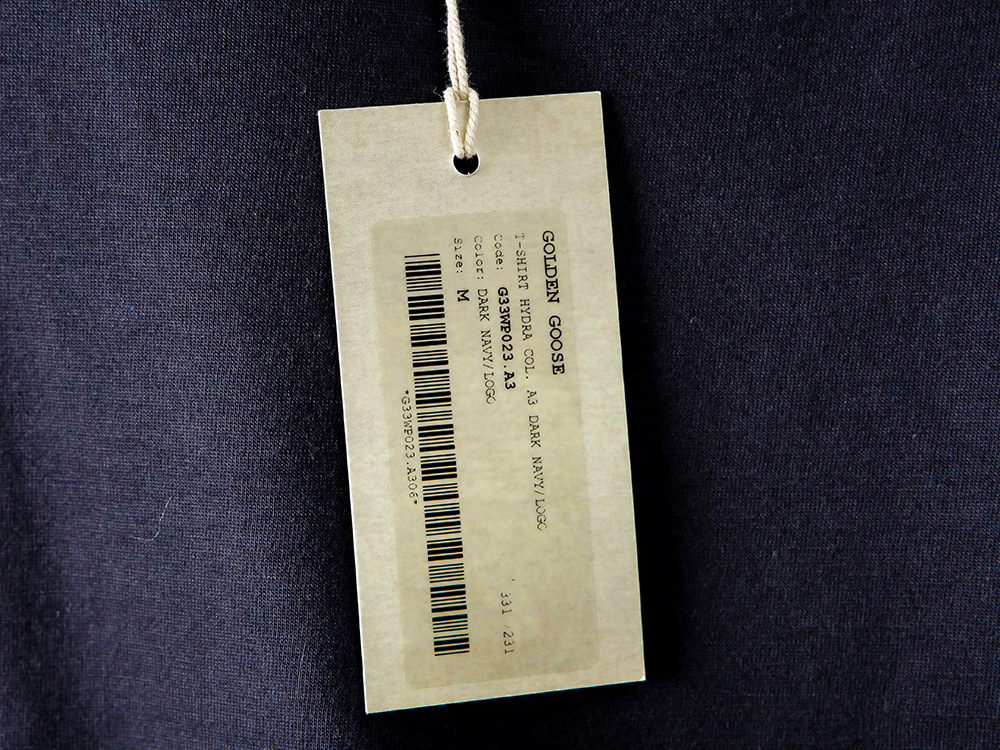 GOLDEN GOOSE
T-SHIRT HYDRA COL. A3 DARK NAVY/LOGO
Code: G33WP023.A3
331 231
Color: DARK NAVY/LOGO
Size: M
*G33WP023.A306*